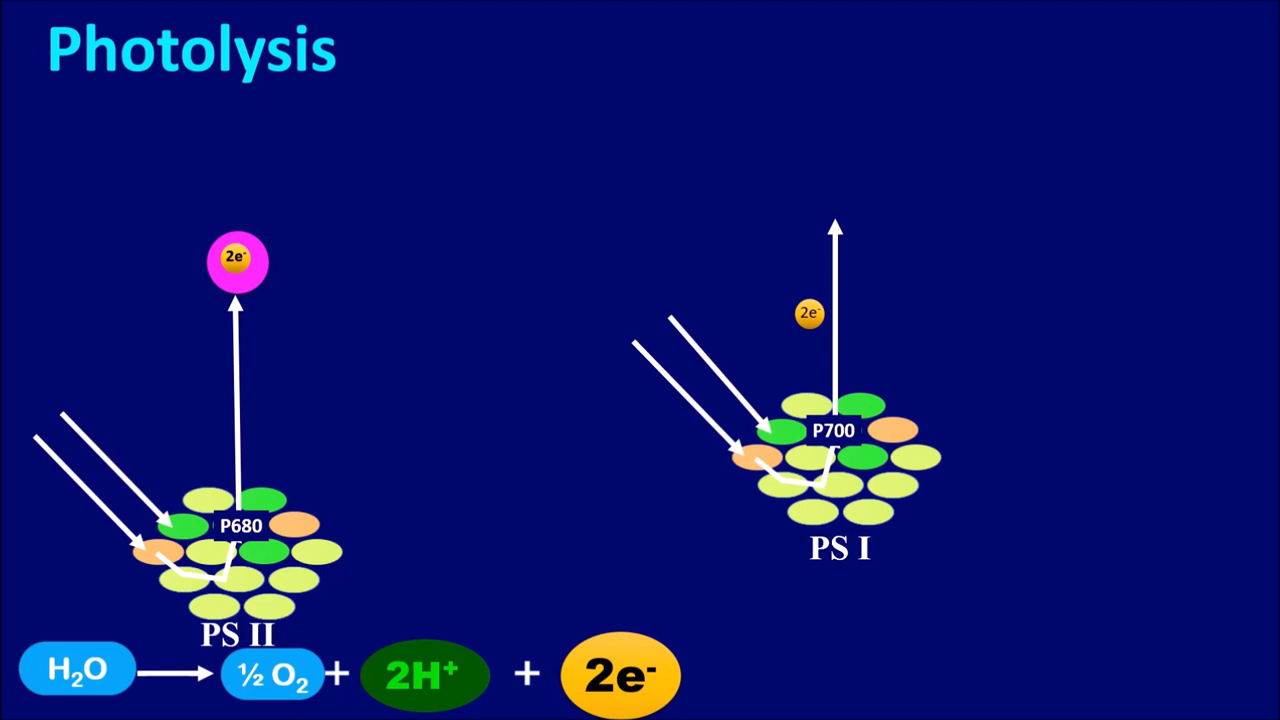 Photolysis
2e⁻
2e⁻
P700
P680
PS I
PS II
H₂O ½ O₂ + 2H⁺ + 2e⁻